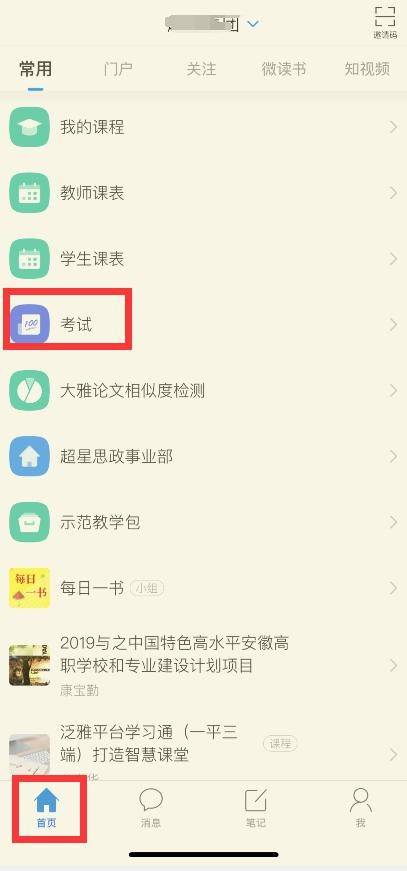 团
邀请码
常用 门户 关注 微读书 知视频
我的课程
教师课表
学生课表
100 考试
大雅论文相似度检测
超星思政事业部
示范教学包
每日
一书
每日一书 小组
2019与之中国特色高水平安徽高
职学校和专业建设计划项目
康宝勤
泛雅平台学习通（一平三
端）打造智慧课堂 课程
首页 消息 笔记 我